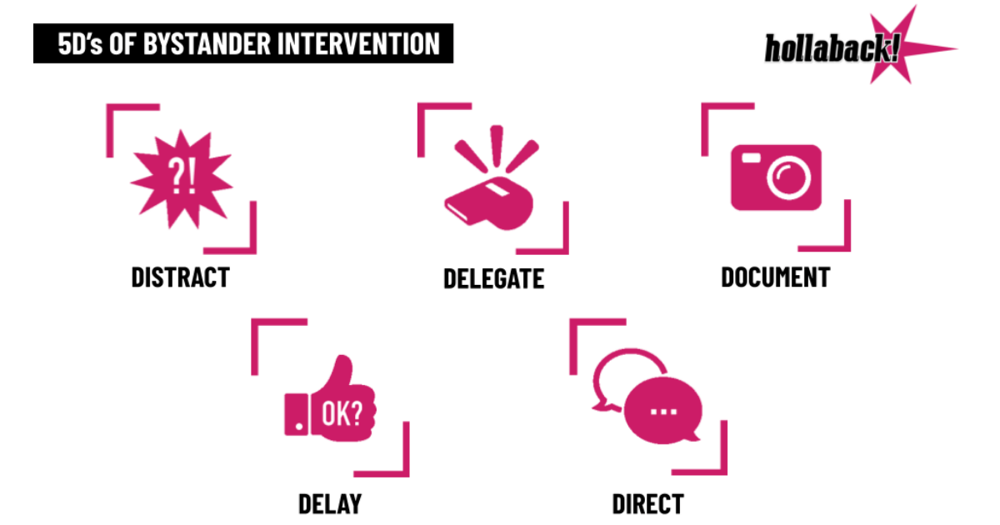 5D's OF BYSTANDER INTERVENTION
hollaback!
?!
DISTRACT
DELEGATE
DOCUMENT
OK?
DELAY
...
DIRECT